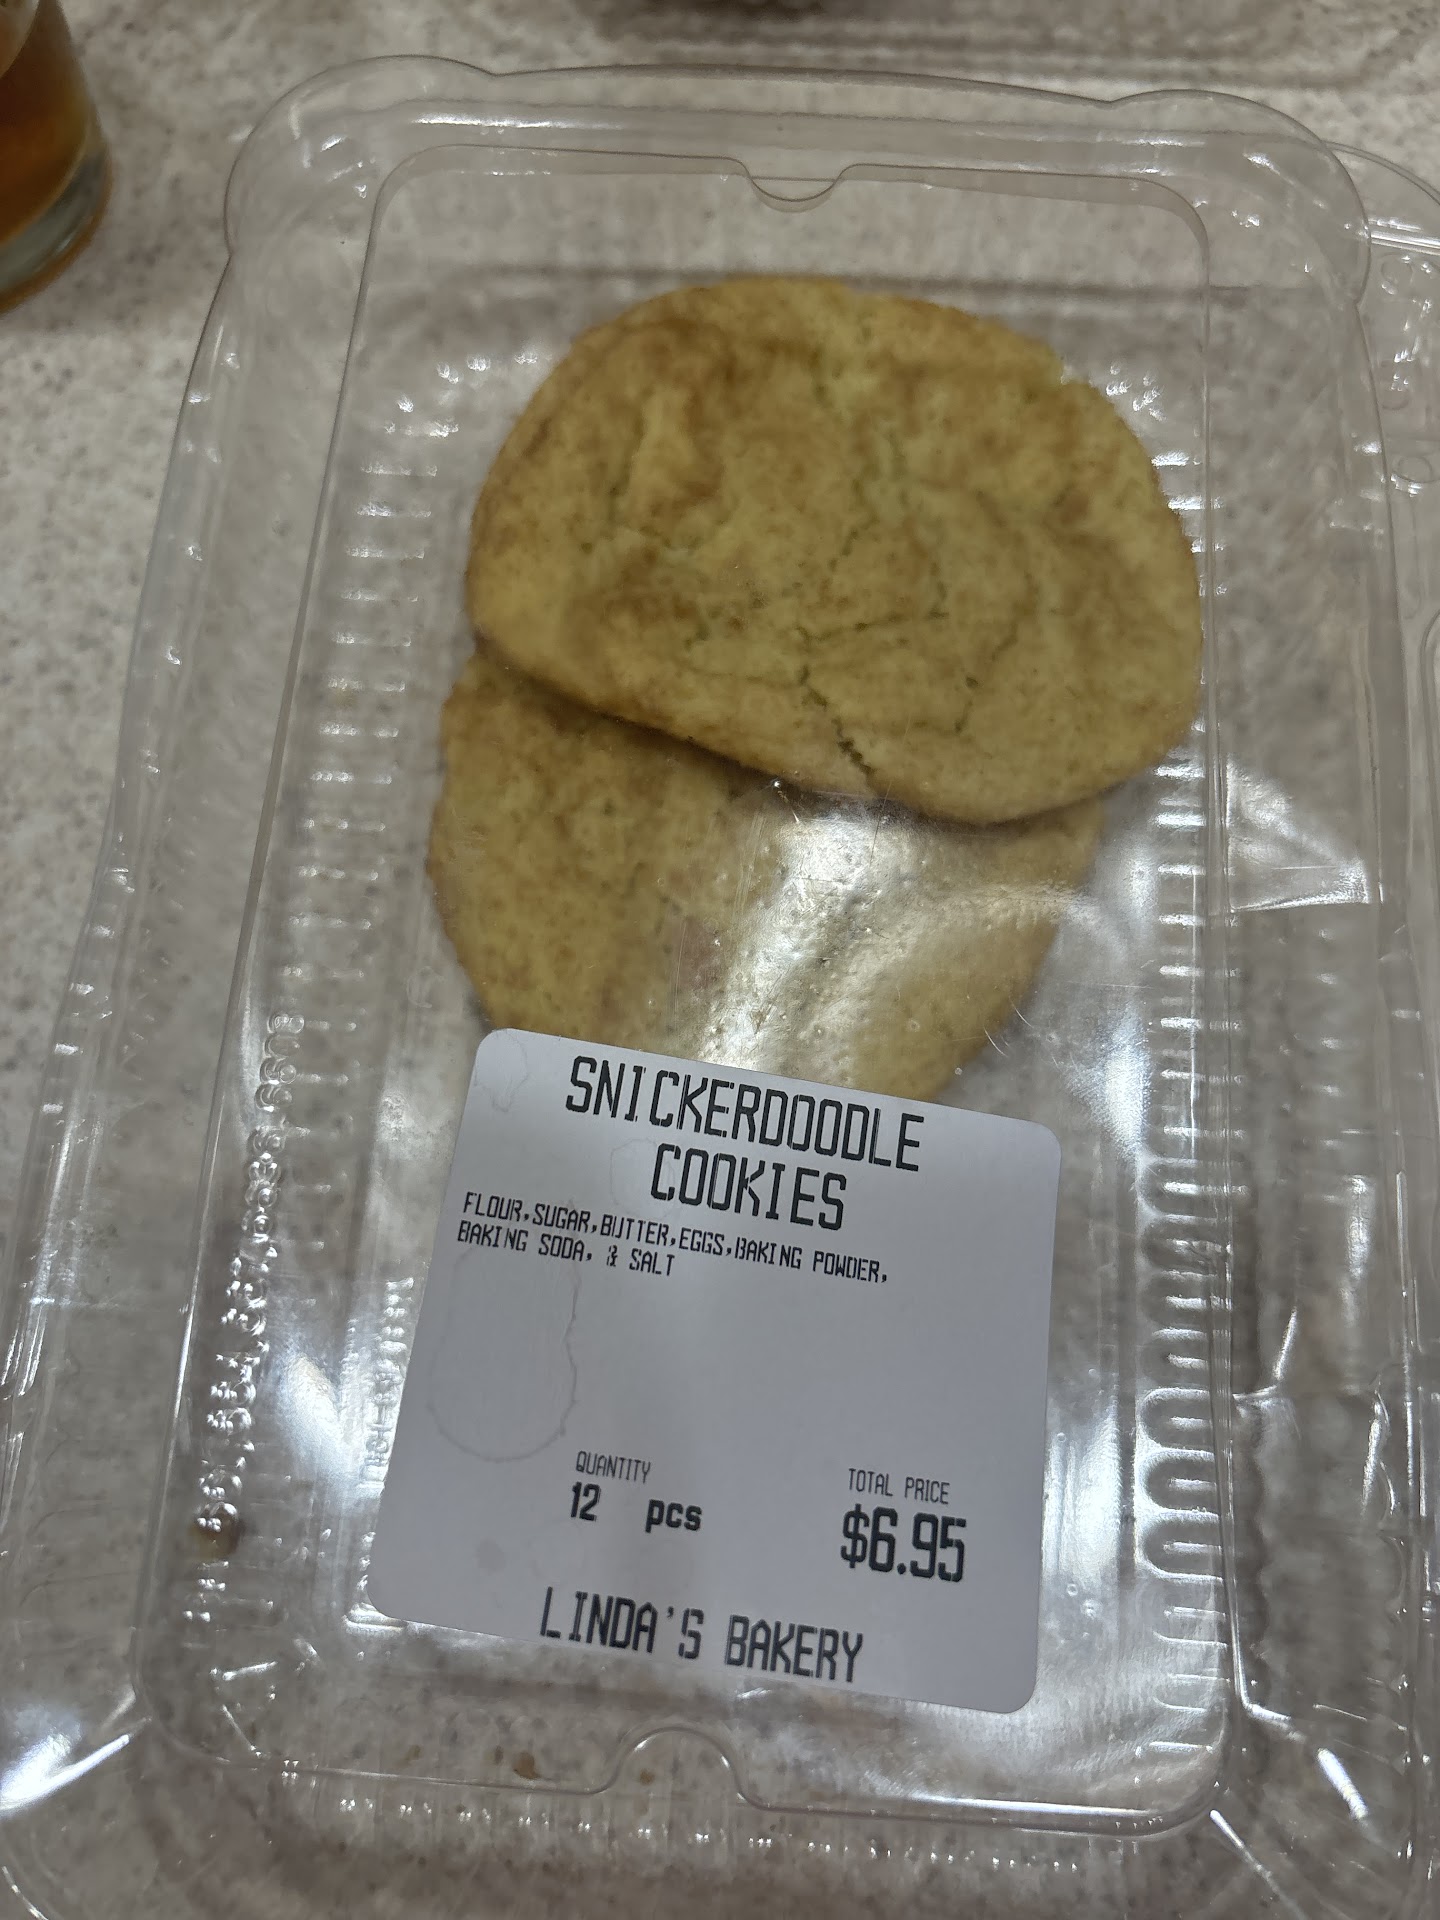 SNICKERDOODLE
COOKIES
FLOUR,SUGAR,BUTTER,EGGS,BAKING POWDER,
BAKING SODA, & SALT
QUANTITY
12 pcs
TOTAL PRICE
$6.95
LINDA'S BAKERY